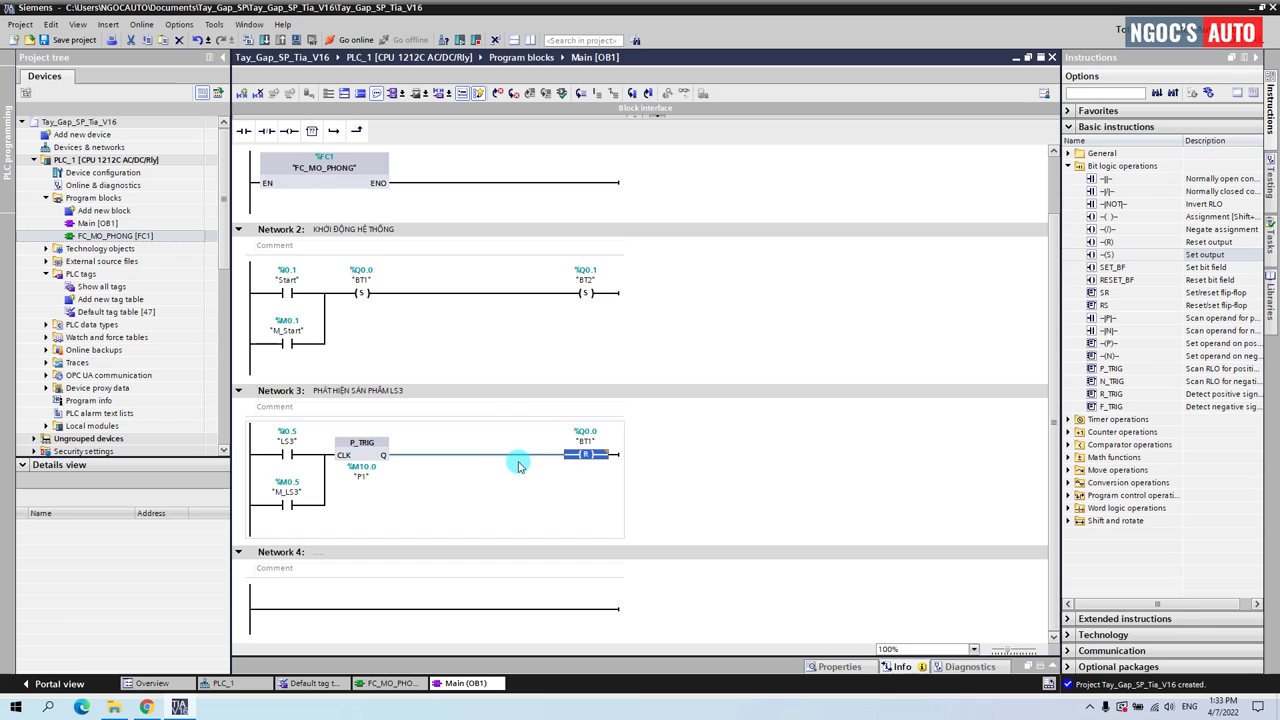 Siemens - C:\Users\NGOCAUTO\Documents\Tay_Gap_SP\Tay_Gap_SP_Tia_V16\Tay_Gap_SP_Tia_V16
Project Edit View Insert Online Options Tools Window Help
Save project Go online Go offline <Search in project>
NGOC'S AUTO
Project tree
Tay_Gap_SP_Tia_V16 PLC_1 [CPU 1212C AC/DC/Rly] Program blocks Main [OB1]
Instructions
Devices
Options
Block interface
Favorites
Basic instructions
Name Description
Tay_Gap_SP_Tia_V16
Add new device
Devices & networks
PLC_1 [CPU 1212C AC/DC/Rly]
Device configuration
Online & diagnostics
Program blocks
Add new block
Main [OB1]
FC_MO_PHONG [FC1]
Technology objects
External source files
PLC tags
Show all tags
Add new tag table
Default tag table [47]
PLC data types
Watch and force tables
Online backups
Traces
OPC UA communication
Device proxy data
Program info
PLC alarm text lists
Local modules
Ungrouped devices
Security settings
Details view
Name Address
PLC programming
%FC1
"FC_MO_PHONG"
EN ENO
Network 2: KHỞI ĐỘNG HỆ THỐNG
Comment
%I0.1 %Q0.0 %Q0.1
"Start" "BT1" "BT2"
S S
%M0.1
"M_Start"
Network 3: PHÁT HIỆN SẢN PHẨM LS3
Comment
%I0.5 %Q0.0
"LS3" P_TRIG "BT1"
CLK Q R
%M10.0
"P1"
%M0.5
"M_LS3"
Network 4: .....
Comment
100%
Properties Info Diagnostics
General
Bit logic operations
-||- Normally open con...
-|/|- Normally closed co...
-|NOT|- Invert RLO
-( )- Assignment [Shift+...
-(/)- Negate assignment
-(R) Reset output
-(S) Set output
SET_BF Set bit field
RESET_BF Reset bit field
SR Set/reset flip-flop
RS Reset/set flip-flop
-|P|- Scan operand for p...
-|N|- Scan operand for n...
-(P)- Set operand on pos...
-(N)- Set operand on neg...
P_TRIG Scan RLO for positi...
N_TRIG Scan RLO for negati...
R_TRIG Detect positive sign...
F_TRIG Detect negative sig...
Timer operations
Counter operations
Comparator operations
Math functions
Move operations
Conversion operations
Program control operati...
Word logic operations
Shift and rotate
Extended instructions
Technology
Communication
Optional packages
Instructions
Testing
Tasks
Libraries
Portal view Overview PLC_1 Default tag t... FC_MO_PHO... Main (OB1) Project Tay_Gap_SP_Tia_V16 created.
ENG 1:33 PM
4/7/2022